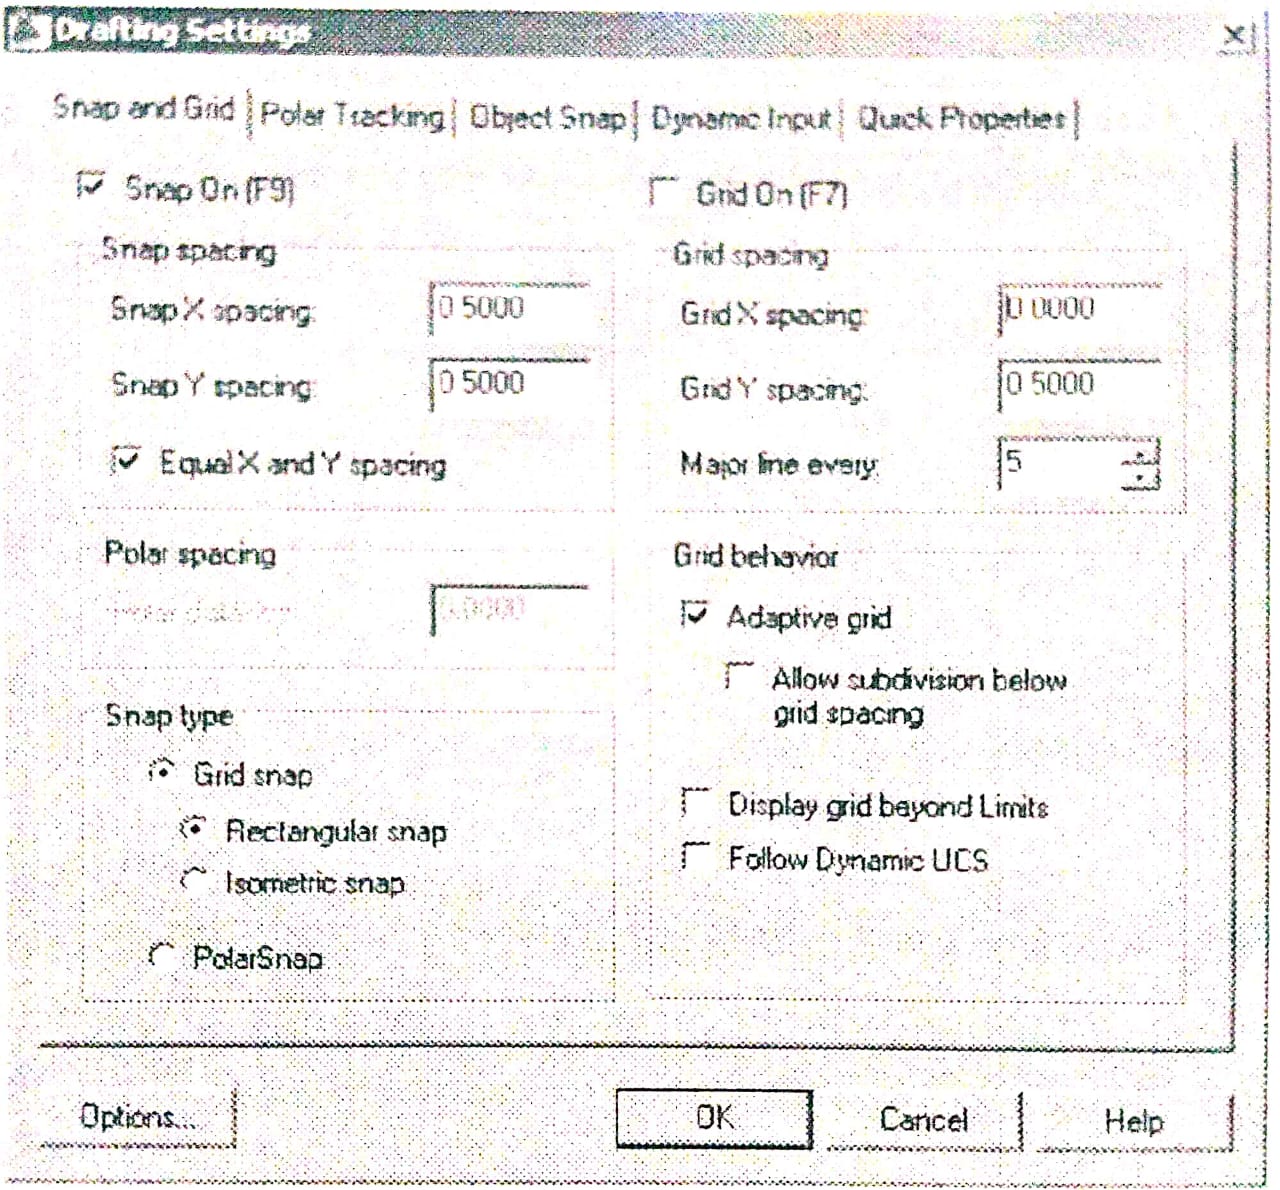 Drafting Settings
Snap and Grid
Polar Tracking
Object Snap
Dynamic Input
Quick Properties
Snap On (F9)
Snap spacing
Snap X spacing:
0.5000
Snap Y spacing:
0.5000
Equal X and Y spacing
Polar spacing
0.0000
Snap type
Grid snap
Rectangular snap
Isometric snap
PolarSnap
Grid On (F7)
Grid spacing
Grid X spacing:
0.0000
Grid Y spacing:
0.5000
Major line every:
5
Grid behavior
Adaptive grid
Allow subdivision below
grid spacing
Display grid beyond Limits
Follow Dynamic UCS
Options...
OK
Cancel
Help